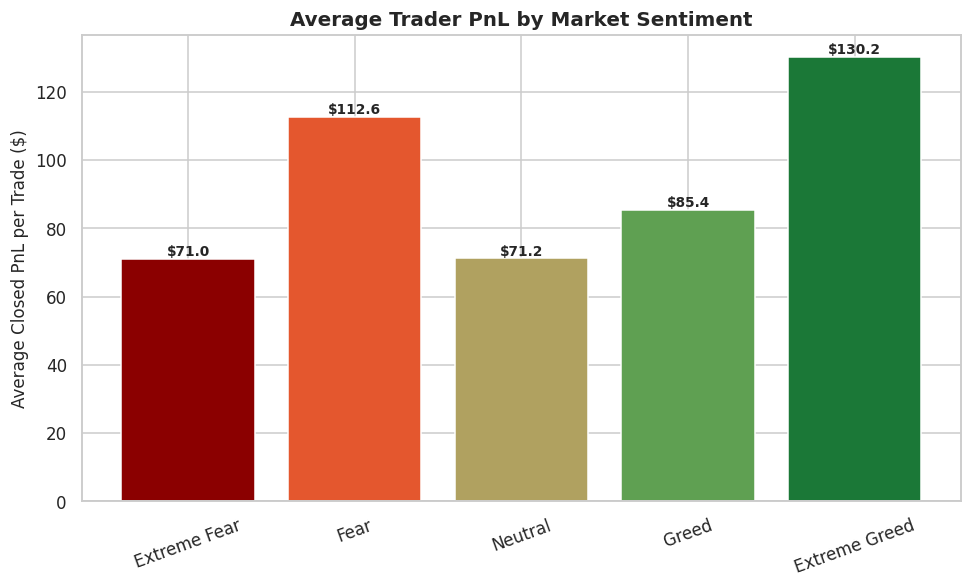 Average Trader PnL by Market Sentiment
Average Closed PnL per Trade ($)
120
100
80
60
40
20
0
$71.0
$112.6
$71.2
$85.4
$130.2
Extreme Fear
Fear
Neutral
Greed
Extreme Greed